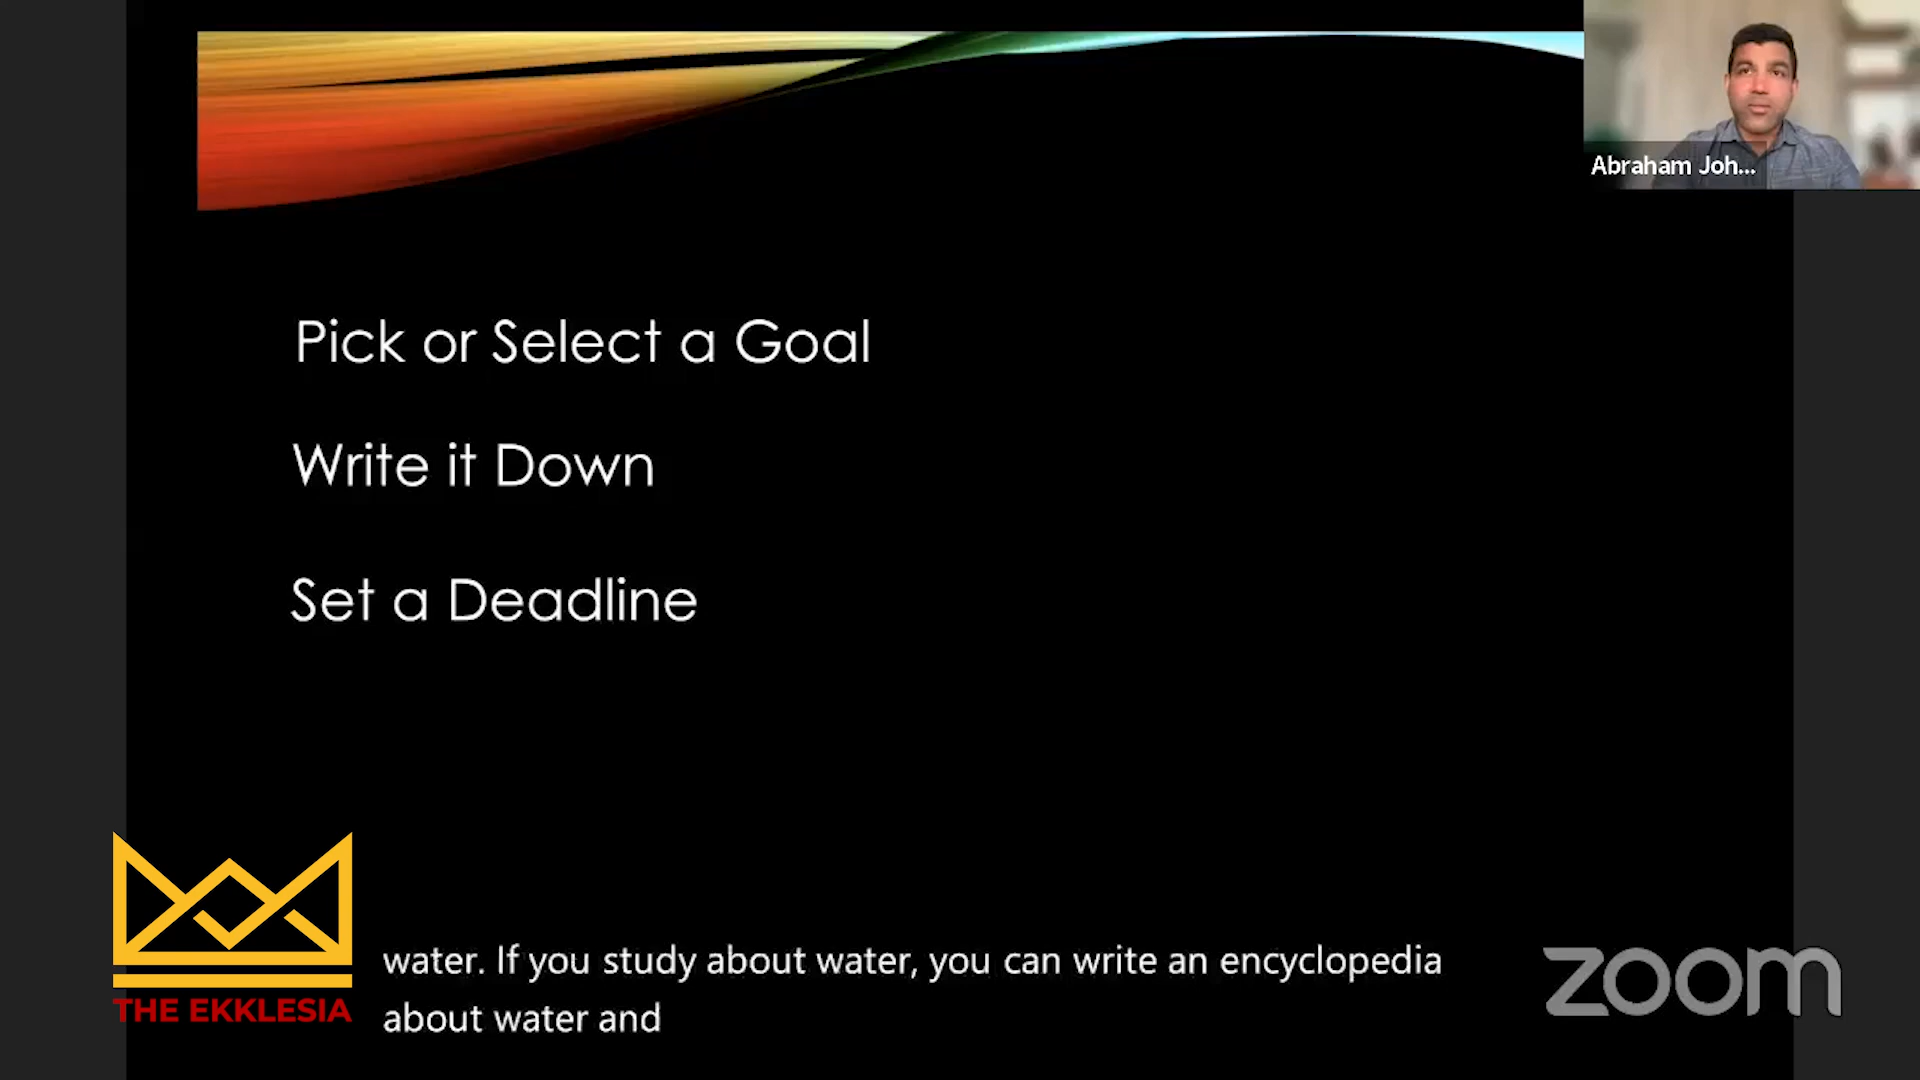 Abraham Joh...
Pick or Select a Goal
Write it Down
Set a Deadline
THE EKKLESIA
water. If you study about water, you can write an encyclopedia
about water and
zoom